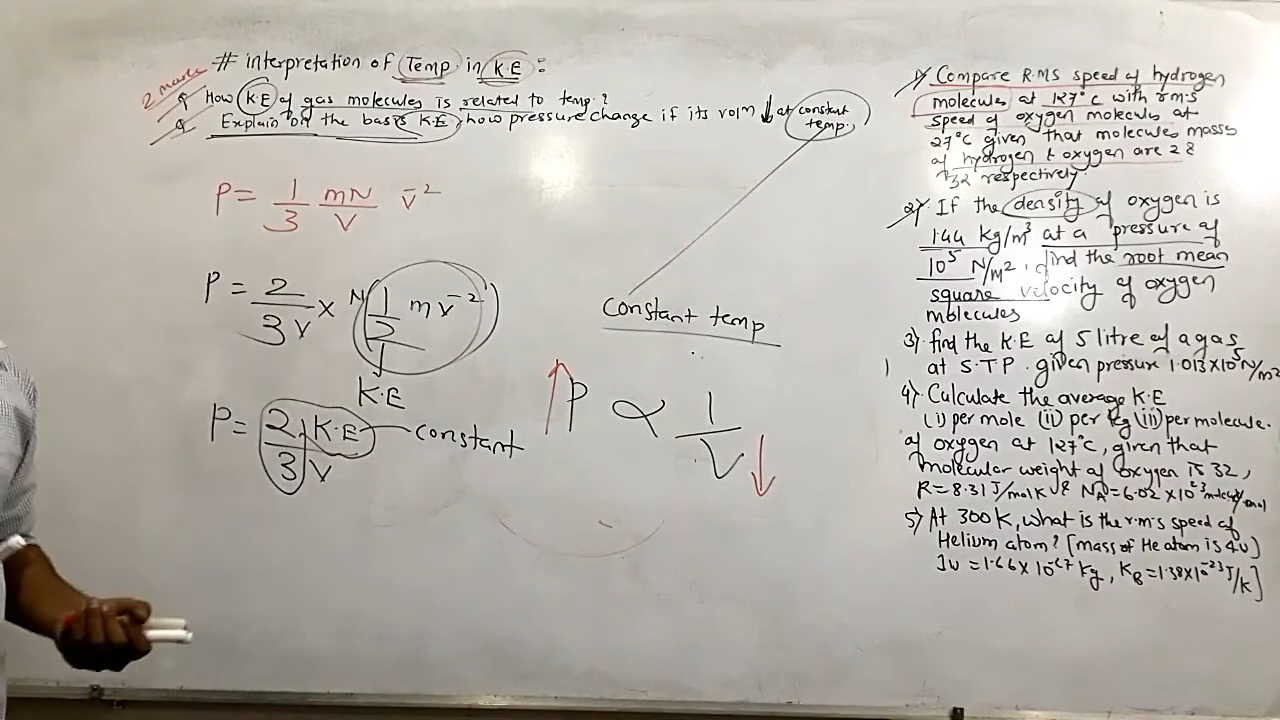 # interpretation of Temp. in K.E :
2 marks
How K.E of gas molecules is related to temp.?
Explain on the basis K.E, how pressure change if its volm ↓ at constant temp.
P = 1/3 mN/V v̄²
P = 2/3V × N(1/2 m v̄²)
K.E
P = 2/3 K.E/V
constant
Constant temp
↑P ∝ 1/V ↓
1) Compare R.M.S speed of hydrogen
molecules at 127°C with r.m.s
speed of oxygen molecules at
27°C given that molecules masses
of hydrogen & oxygen are 2 &
32 respectively.
2) If the density of oxygen is
1.44 kg/m³ at a pressure of
10⁵ N/m², find the root mean
square velocity of oxygen
molecules
3) find the K.E of 5 litre of a gas
at S.T.P. given pressure 1.013×10⁵ N/m²
4) Calculate the average K.E
(i) per mole (ii) per kg (iii) per molecule.
of oxygen at 127°C, given that
molecular weight of oxygen is 32,
R=8.31 J/mol K & N_A=6.02×10²³
5) At 300K, what is the r.m.s speed of
Helium atom? [mass of He atom is 4u]
1u = 1.66×10⁻²⁷ kg, K_B=1.38×10⁻²³ J/K]